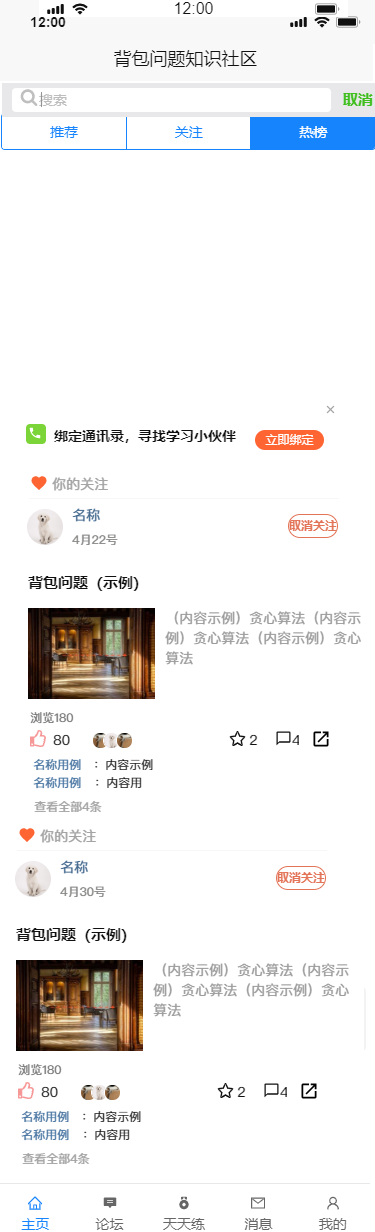 12:00
12:00
背包问题知识社区
搜索
取消
推荐 关注 热榜
×
绑定通讯录，寻找学习小伙伴 立即绑定
你的关注
名称
4月22号
取消关注
背包问题（示例）
（内容示例）贪心算法（内容示
例）贪心算法（内容示例）贪心
算法
浏览180
80 2 4
名称用例 ：内容示例
名称用例 ：内容用
查看全部4条
你的关注
名称
4月30号
取消关注
背包问题（示例）
（内容示例）贪心算法（内容示
例）贪心算法（内容示例）贪心
算法
浏览180
80 2 4
名称用例 ：内容示例
名称用例 ：内容用
查看全部4条
主页 论坛 天天练 消息 我的